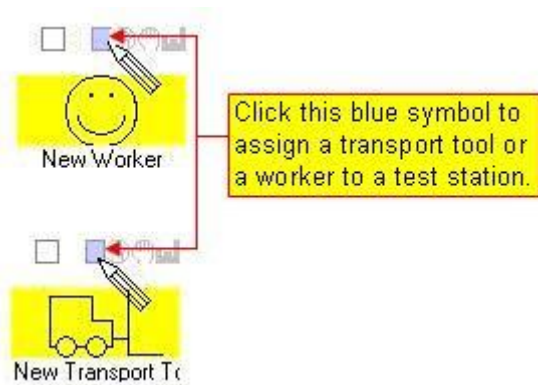 New Worker
Click this blue symbol to
assign a transport tool or
a worker to a test station.
New Transport To